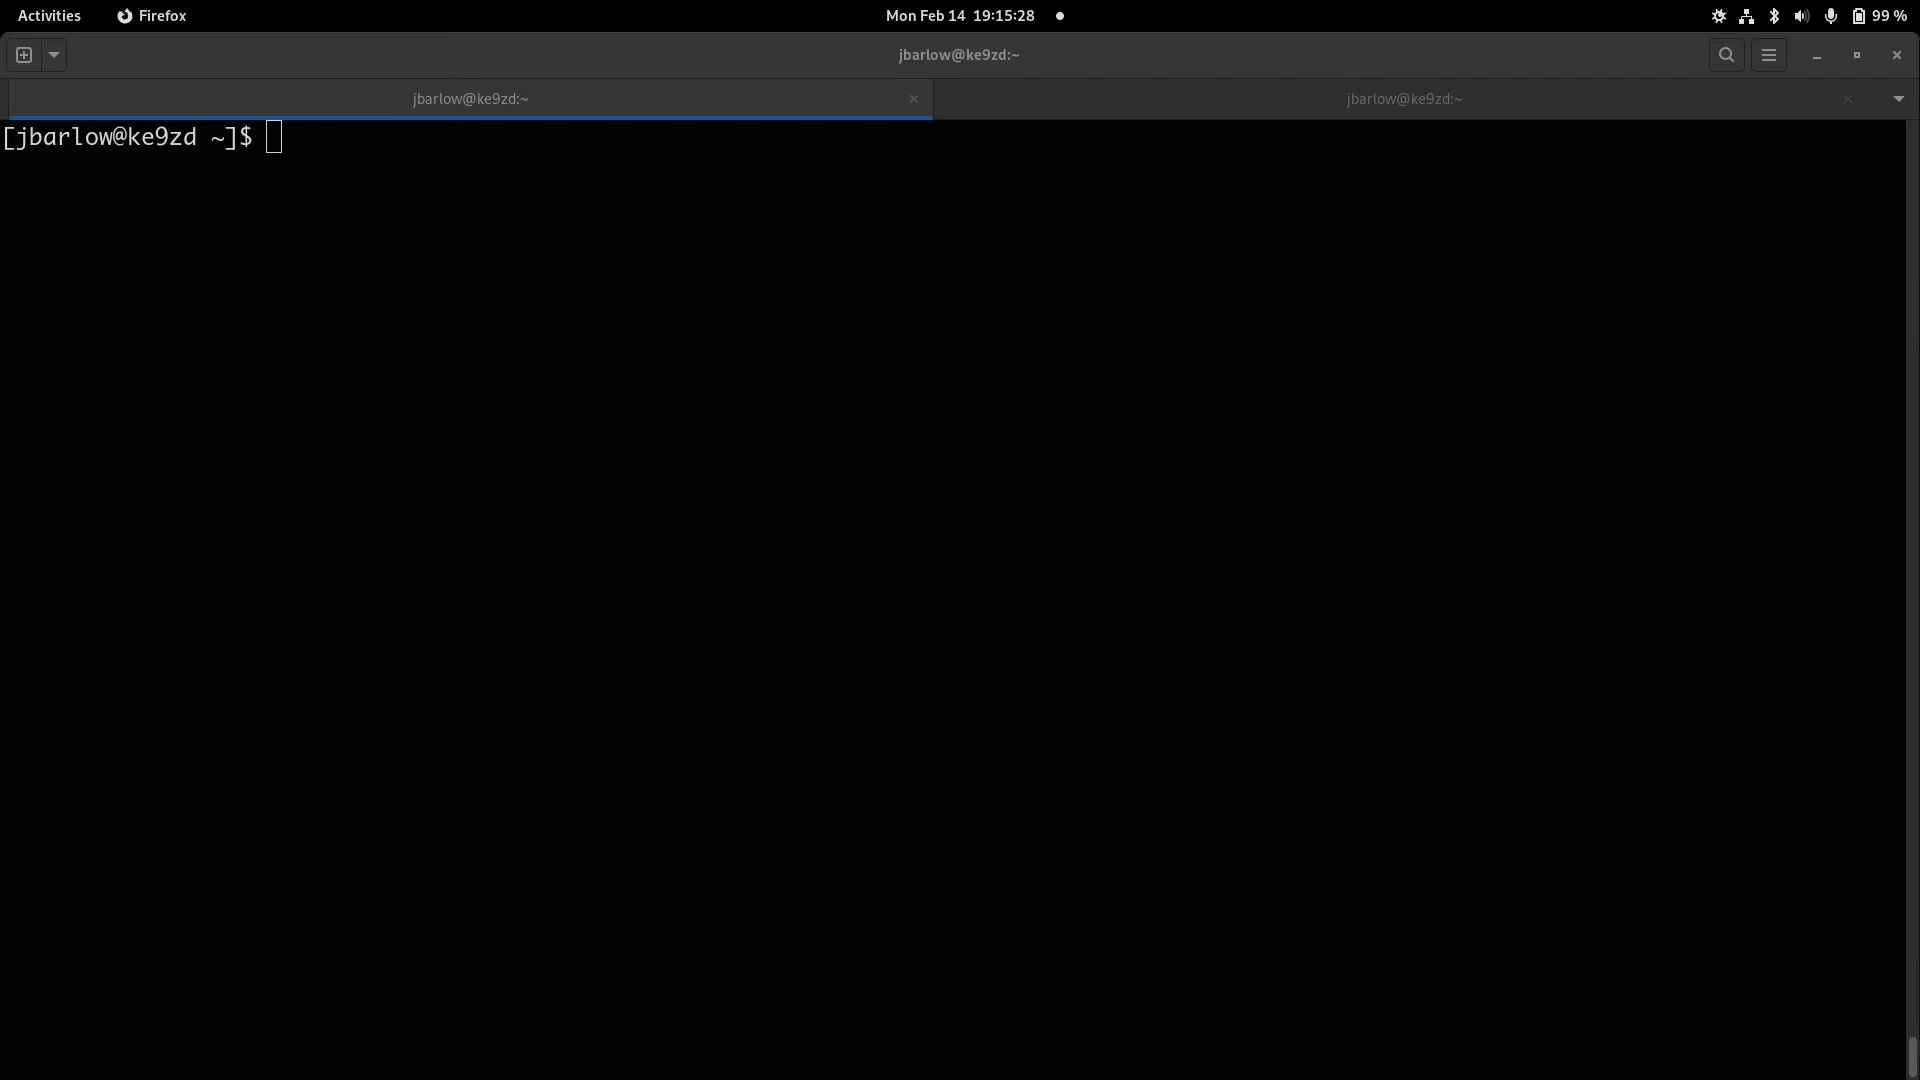 Activities Firefox Mon Feb 14 19:15:28 99 %
jbarlow@ke9zd:~
jbarlow@ke9zd:~ jbarlow@ke9zd:~
[jbarlow@ke9zd ~]$